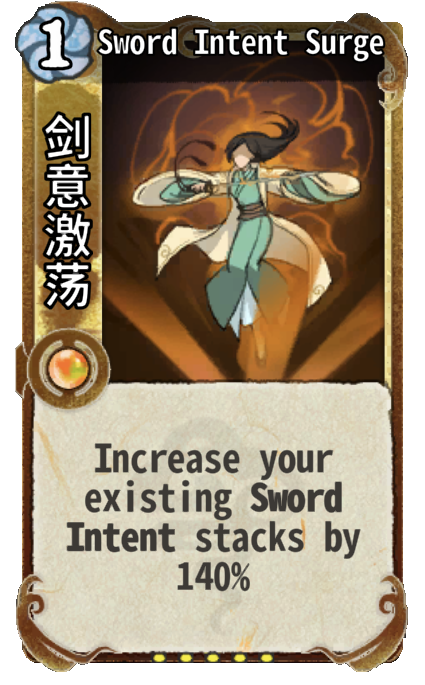 1
Sword Intent Surge
剑意激荡
Increase your
existing Sword
Intent stacks by
140%